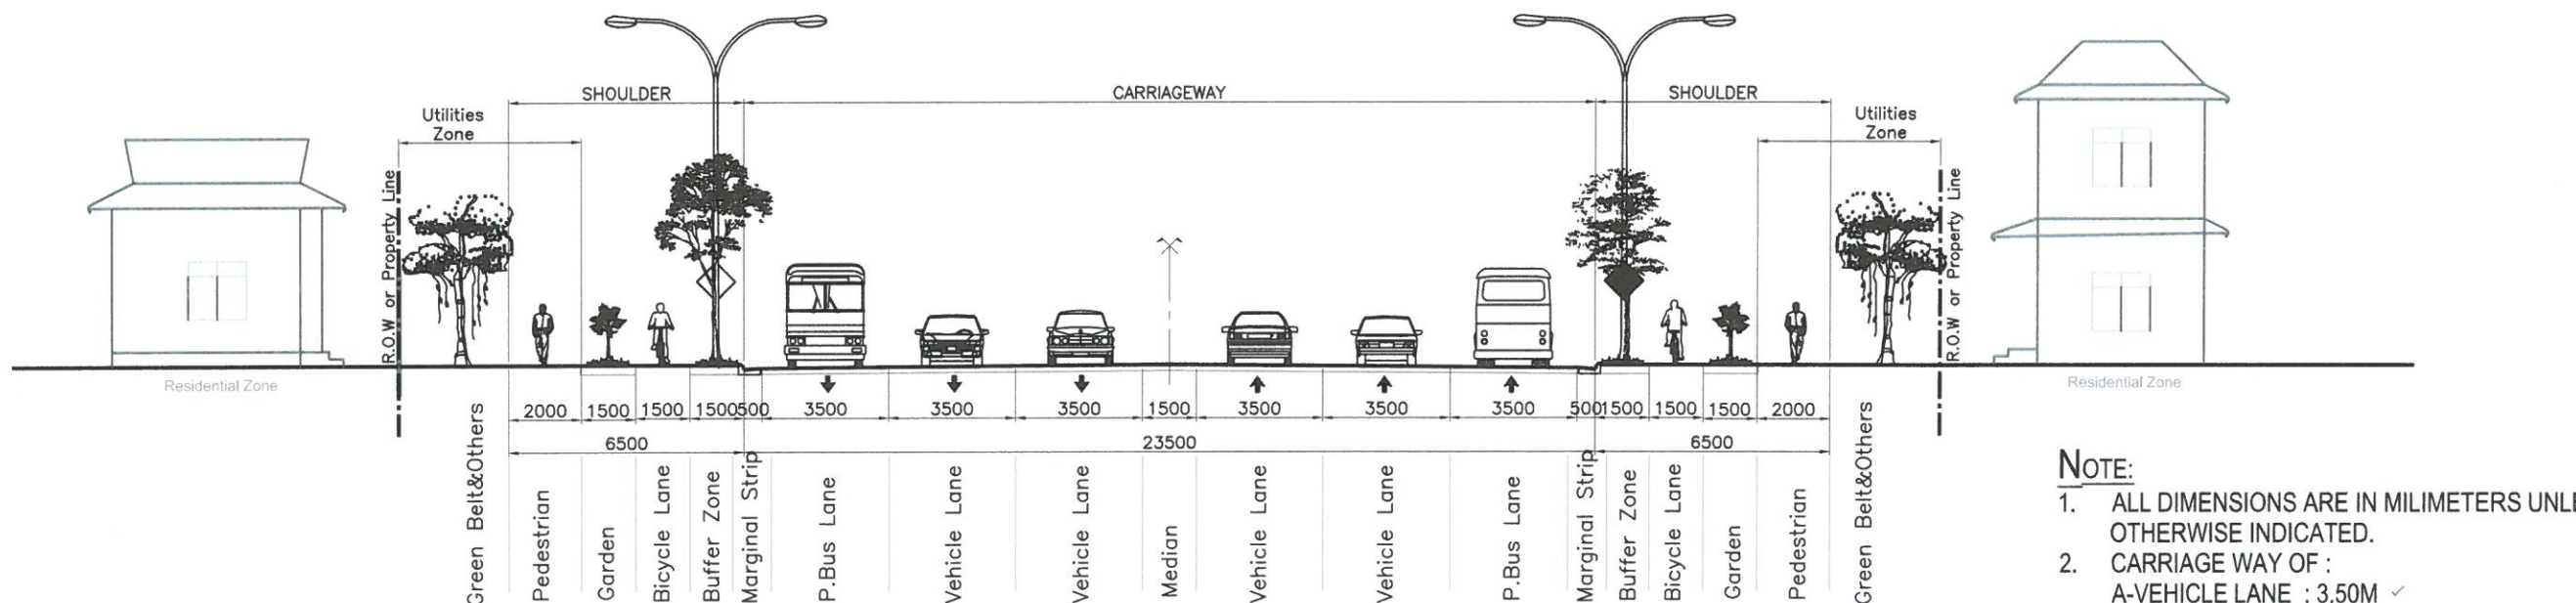 SHOULDER CARRIAGEWAY SHOULDER
Utilities
Zone
Utilities
Zone
R.O.W or Property Line
R.O.W or Property Line
Residential Zone
Residential Zone
2000 1500 1500 1500 500 3500 3500 3500 1500 3500 3500 3500 500 1500 1500 1500 2000
6500 23500 6500
Green Belt&Others
Pedestrian
Garden
Bicycle Lane
Buffer Zone
Marginal Strip
P.Bus Lane
Vehicle Lane
Vehicle Lane
Median
Vehicle Lane
Vehicle Lane
P.Bus Lane
Marginal Strip
Buffer Zone
Bicycle Lane
Garden
Pedestrian
Green Belt&Others
NOTE:
1. ALL DIMENSIONS ARE IN MILIMETERS UNLE
OTHERWISE INDICATED.
2. CARRIAGE WAY OF :
A-VEHICLE LANE : 3.50M